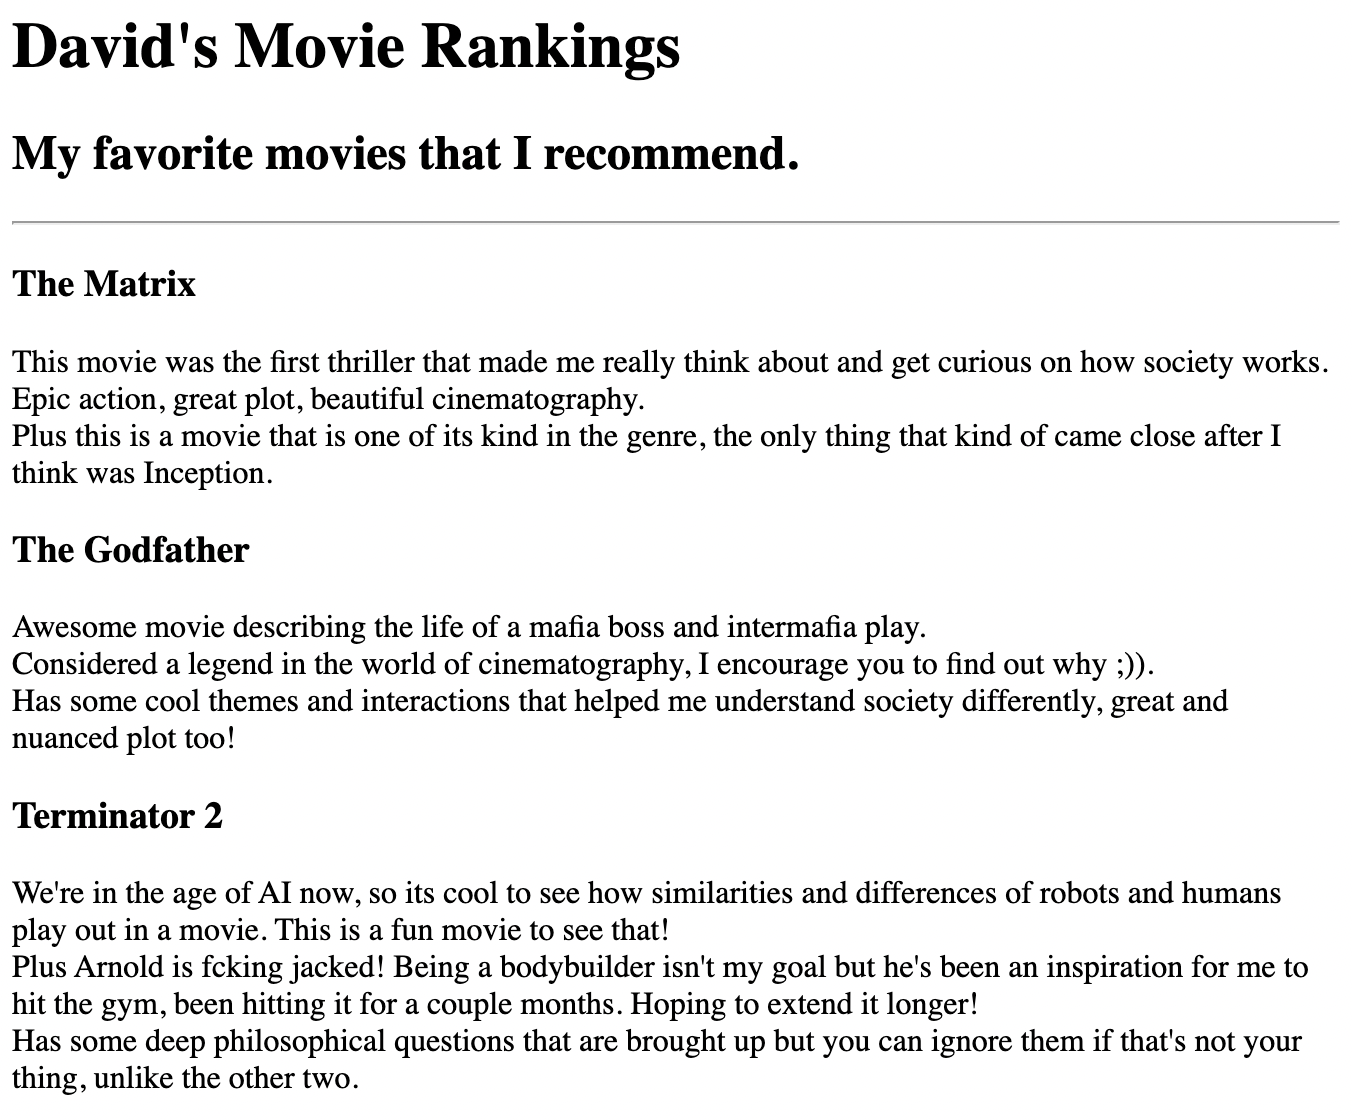 David's Movie Rankings
My favorite movies that I recommend.
The Matrix
This movie was the first thriller that made me really think about and get curious on how society works.
Epic action, great plot, beautiful cinematography.
Plus this is a movie that is one of its kind in the genre, the only thing that kind of came close after I
think was Inception.
The Godfather
Awesome movie describing the life of a mafia boss and intermafia play.
Considered a legend in the world of cinematography, I encourage you to find out why ;)).
Has some cool themes and interactions that helped me understand society differently, great and
nuanced plot too!
Terminator 2
We're in the age of AI now, so its cool to see how similarities and differences of robots and humans
play out in a movie. This is a fun movie to see that!
Plus Arnold is fcking jacked! Being a bodybuilder isn't my goal but he's been an inspiration for me to
hit the gym, been hitting it for a couple months. Hoping to extend it longer!
Has some deep philosophical questions that are brought up but you can ignore them if that's not your
thing, unlike the other two.